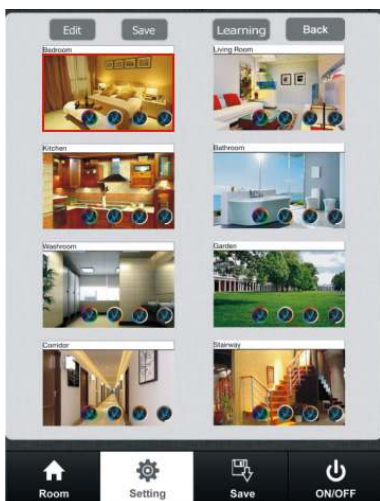 Edit Save Learning Back
Bedroom Living Room
Kitchen Bathroom
Washroom Garden
Corridor Stairway
Room Setting Save ON/OFF